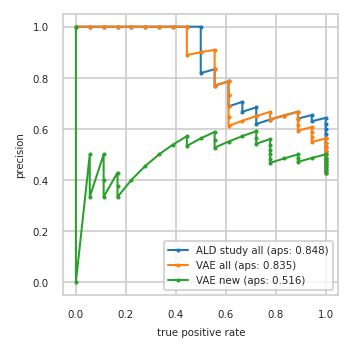 1.0
0.8
0.6
0.4
0.2
0.0
precision
0.0 0.2 0.4 0.6 0.8 1.0
true positive rate
ALD study all (aps: 0.848)
VAE all (aps: 0.835)
VAE new (aps: 0.516)